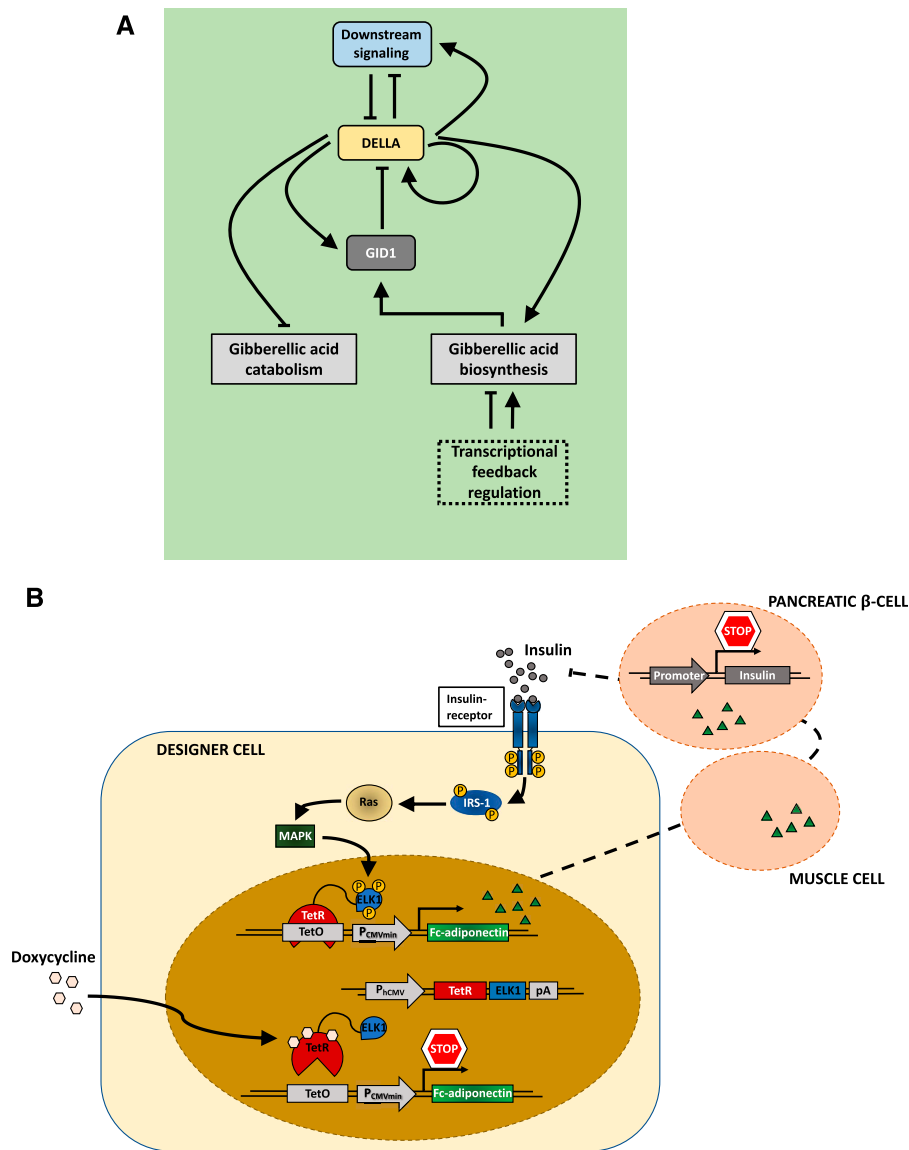 A
Downstream
signaling
DELLA
GID1
Gibberellic acid
catabolism
Gibberellic acid
biosynthesis
Transcriptional
feedback
regulation
B
PANCREATIC β-CELL
STOP
Promoter
Insulin
Insulin
Insulin-
receptor
DESIGNER CELL
P
P
P
P
P
IRS-1
P
Ras
MAPK
MUSCLE CELL
P
P
ELK1
P
TetR
TetO
PCMVmin
Fc-adiponectin
Doxycycline
PhCMV
TetR
ELK1
pA
ELK1
TetR
STOP
TetO
PCMVmin
Fc-adiponectin